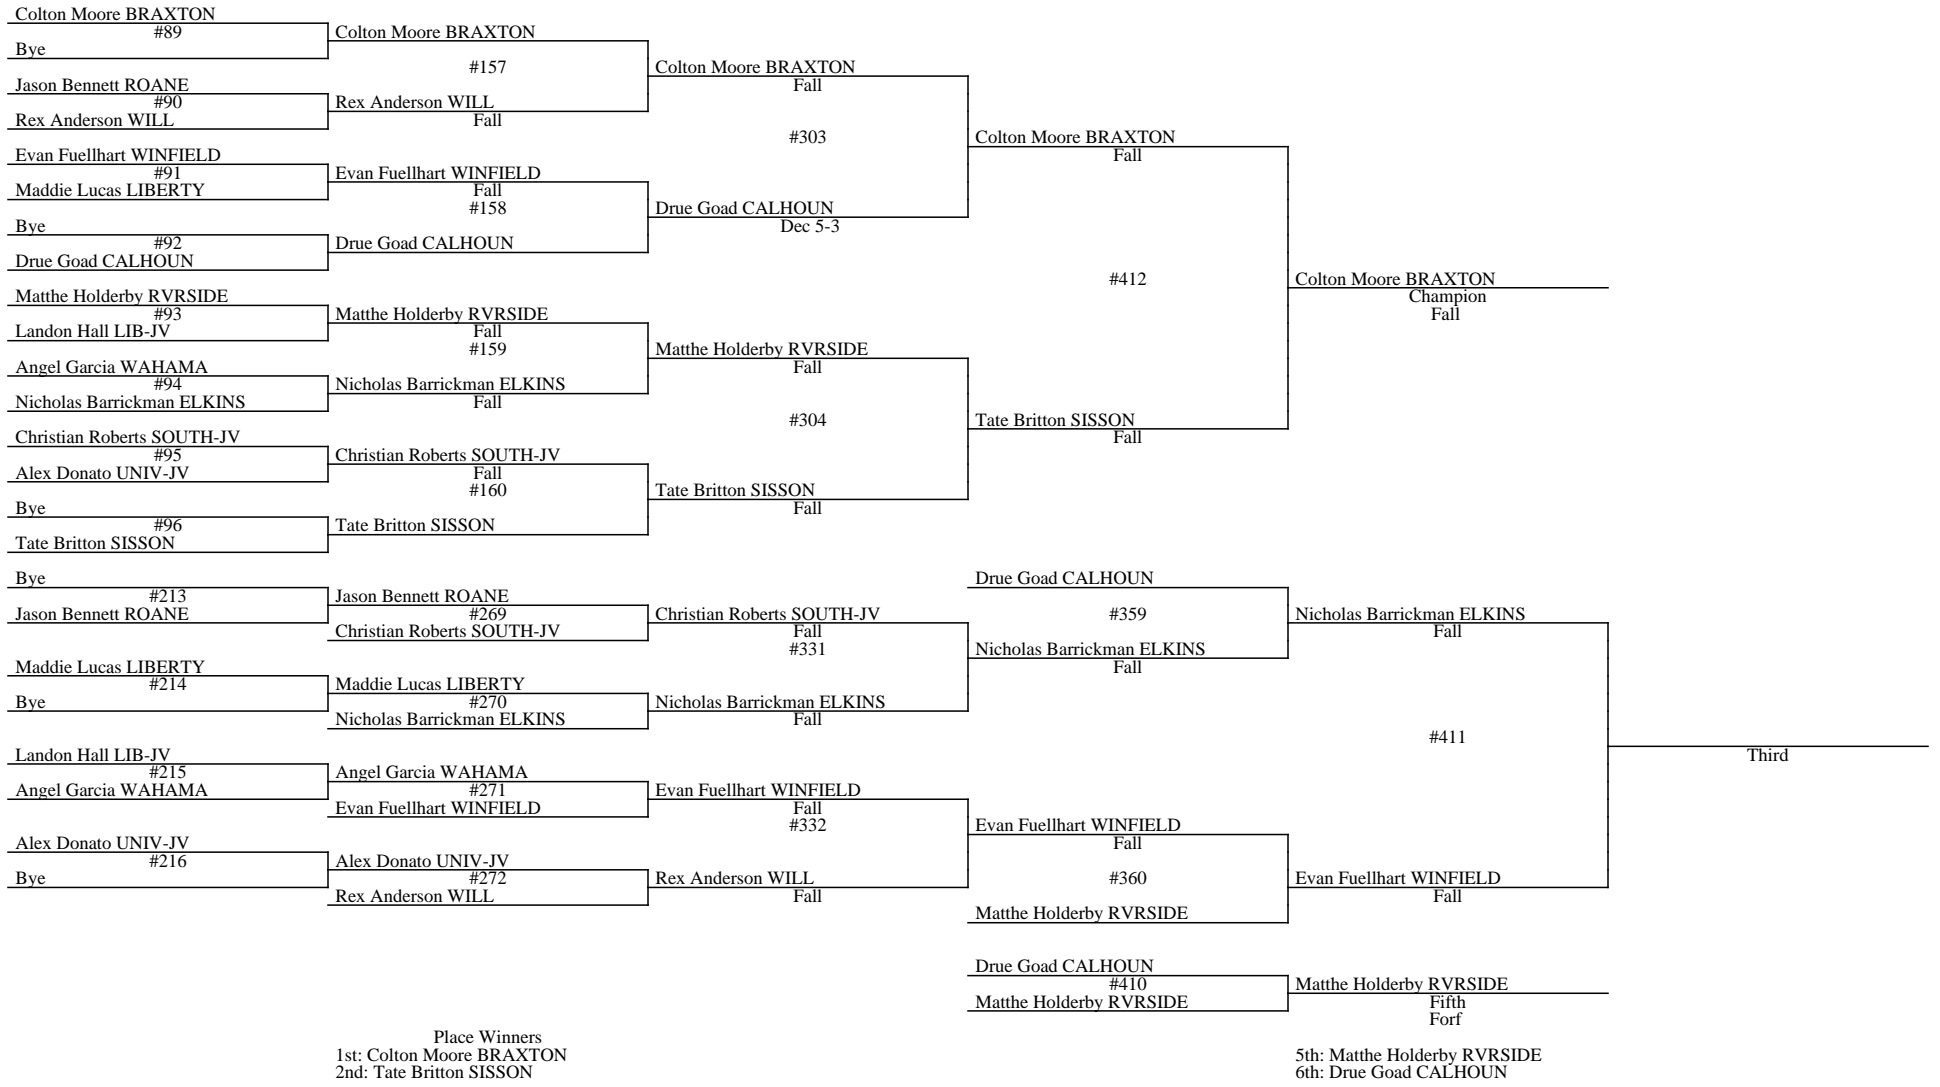 Colton Moore BRAXTON
#89
Bye
Jason Bennett ROANE
#90
Rex Anderson WILL
Evan Fuellhart WINFIELD
#91
Maddie Lucas LIBERTY
Bye
#92
Drue Goad CALHOUN
Matthe Holderby RVRSIDE
#93
Landon Hall LIB-JV
Angel Garcia WAHAMA
#94
Nicholas Barrickman ELKINS
Christian Roberts SOUTH-JV
#95
Alex Donato UNIV-JV
Bye
#96
Tate Britton SISSON
Colton Moore BRAXTON
#157
Rex Anderson WILL
Fall
Evan Fuellhart WINFIELD
Fall
#158
Drue Goad CALHOUN
Matthe Holderby RVRSIDE
Fall
#159
Nicholas Barrickman ELKINS
Fall
Christian Roberts SOUTH-JV
Fall
#160
Tate Britton SISSON
Colton Moore BRAXTON
Fall
#303
Drue Goad CALHOUN
Dec 5-3
Matthe Holderby RVRSIDE
Fall
#304
Tate Britton SISSON
Fall
Colton Moore BRAXTON
Fall
#412
Tate Britton SISSON
Fall
Colton Moore BRAXTON
Champion
Fall
Bye
#213
Jason Bennett ROANE
Maddie Lucas LIBERTY
#214
Bye
Landon Hall LIB-JV
#215
Angel Garcia WAHAMA
Alex Donato UNIV-JV
#216
Bye
Jason Bennett ROANE
#269
Christian Roberts SOUTH-JV
Maddie Lucas LIBERTY
#270
Nicholas Barrickman ELKINS
Angel Garcia WAHAMA
#271
Evan Fuellhart WINFIELD
Alex Donato UNIV-JV
#272
Rex Anderson WILL
Christian Roberts SOUTH-JV
Fall
#331
Nicholas Barrickman ELKINS
Fall
Evan Fuellhart WINFIELD
Fall
#332
Rex Anderson WILL
Fall
Drue Goad CALHOUN
#359
Nicholas Barrickman ELKINS
Fall
Evan Fuellhart WINFIELD
Fall
#360
Matthe Holderby RVRSIDE
Nicholas Barrickman ELKINS
Fall
#411
Evan Fuellhart WINFIELD
Fall
Third
Drue Goad CALHOUN
#410
Matthe Holderby RVRSIDE
Matthe Holderby RVRSIDE
Fifth
Forf
Place Winners
1st: Colton Moore BRAXTON
2nd: Tate Britton SISSON
5th: Matthe Holderby RVRSIDE
6th: Drue Goad CALHOUN